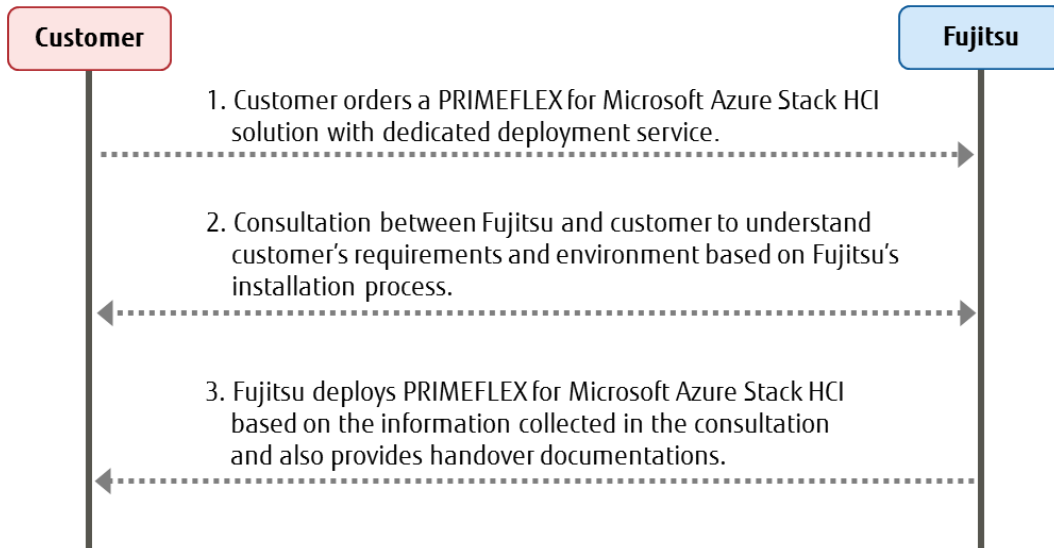 Customer
Fujitsu
1. Customer orders a PRIMEFLEX for Microsoft Azure Stack HCI
solution with dedicated deployment service.
2. Consultation between Fujitsu and customer to understand
customer's requirements and environment based on Fujitsu's
installation process.
3. Fujitsu deploys PRIMEFLEX for Microsoft Azure Stack HCI
based on the information collected in the consultation
and also provides handover documentations.